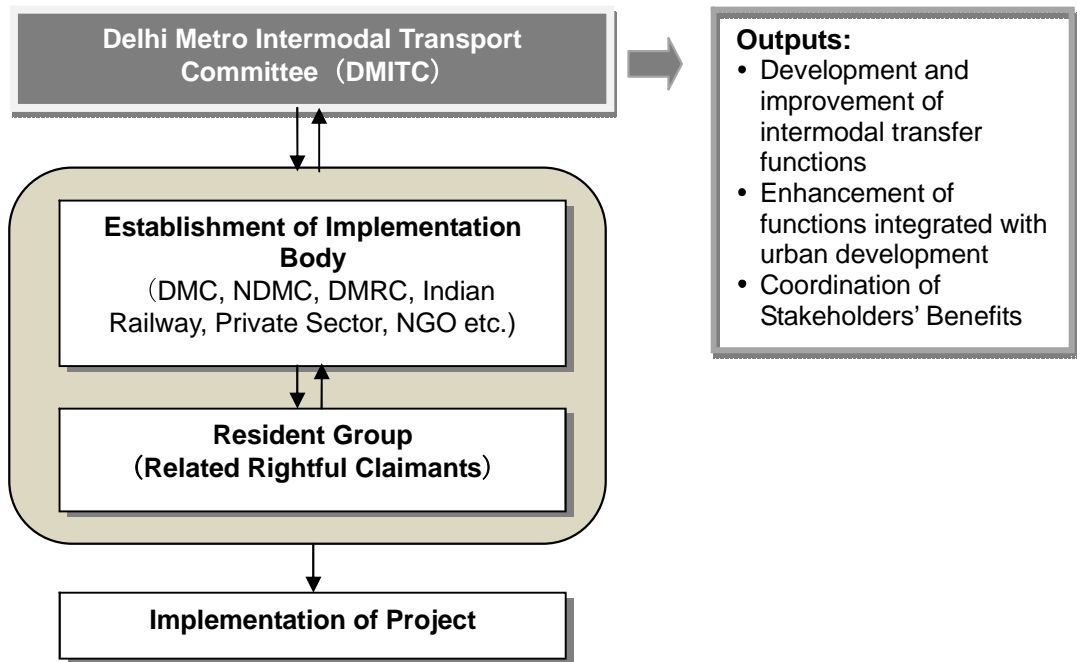 Delhi Metro Intermodal Transport
Committee（DMITC）
Outputs:
• Development and
improvement of
intermodal transfer
functions
• Enhancement of
functions integrated with
urban development
• Coordination of
Stakeholders’ Benefits
Establishment of Implementation
Body
（DMC, NDMC, DMRC, Indian
Railway, Private Sector, NGO etc.)
Resident Group
(Related Rightful Claimants）
Implementation of Project